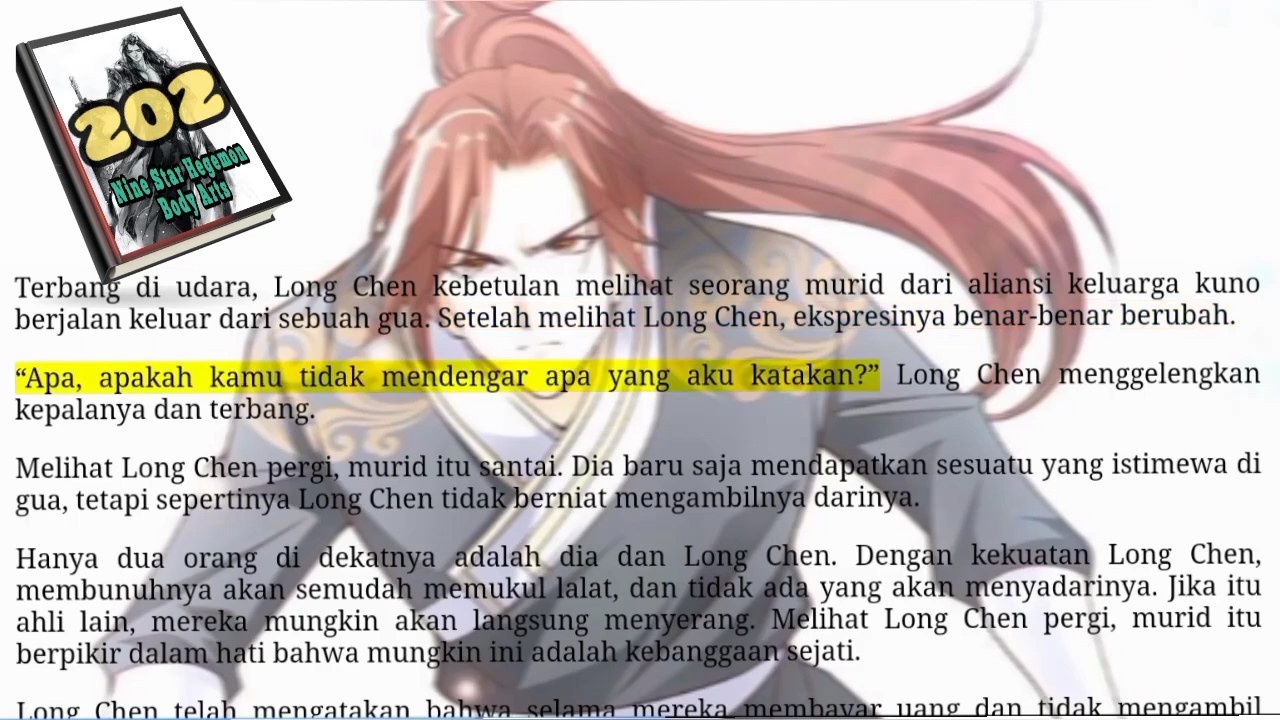 202
Nine Star Hegemon
Body Arts
Terbang di udara, Long Chen kebetulan melihat seorang murid dari aliansi keluarga kuno
berjalan keluar dari sebuah gua. Setelah melihat Long Chen, ekspresinya benar-benar berubah.
“Apa, apakah kamu tidak mendengar apa yang aku katakan?” Long Chen menggelengkan
kepalanya dan terbang.
Melihat Long Chen pergi, murid itu santai. Dia baru saja mendapatkan sesuatu yang istimewa di
gua, tetapi sepertinya Long Chen tidak berniat mengambilnya darinya.
Hanya dua orang di dekatnya adalah dia dan Long Chen. Dengan kekuatan Long Chen,
membunuhnya akan semudah memukul lalat, dan tidak ada yang akan menyadarinya. Jika itu
ahli lain, mereka mungkin akan langsung menyerang. Melihat Long Chen pergi, murid itu
berpikir dalam hati bahwa mungkin ini adalah kebanggaan sejati.
Long Chen telah mengatakan bahwa selama mereka membayar uang dan tidak mengambil